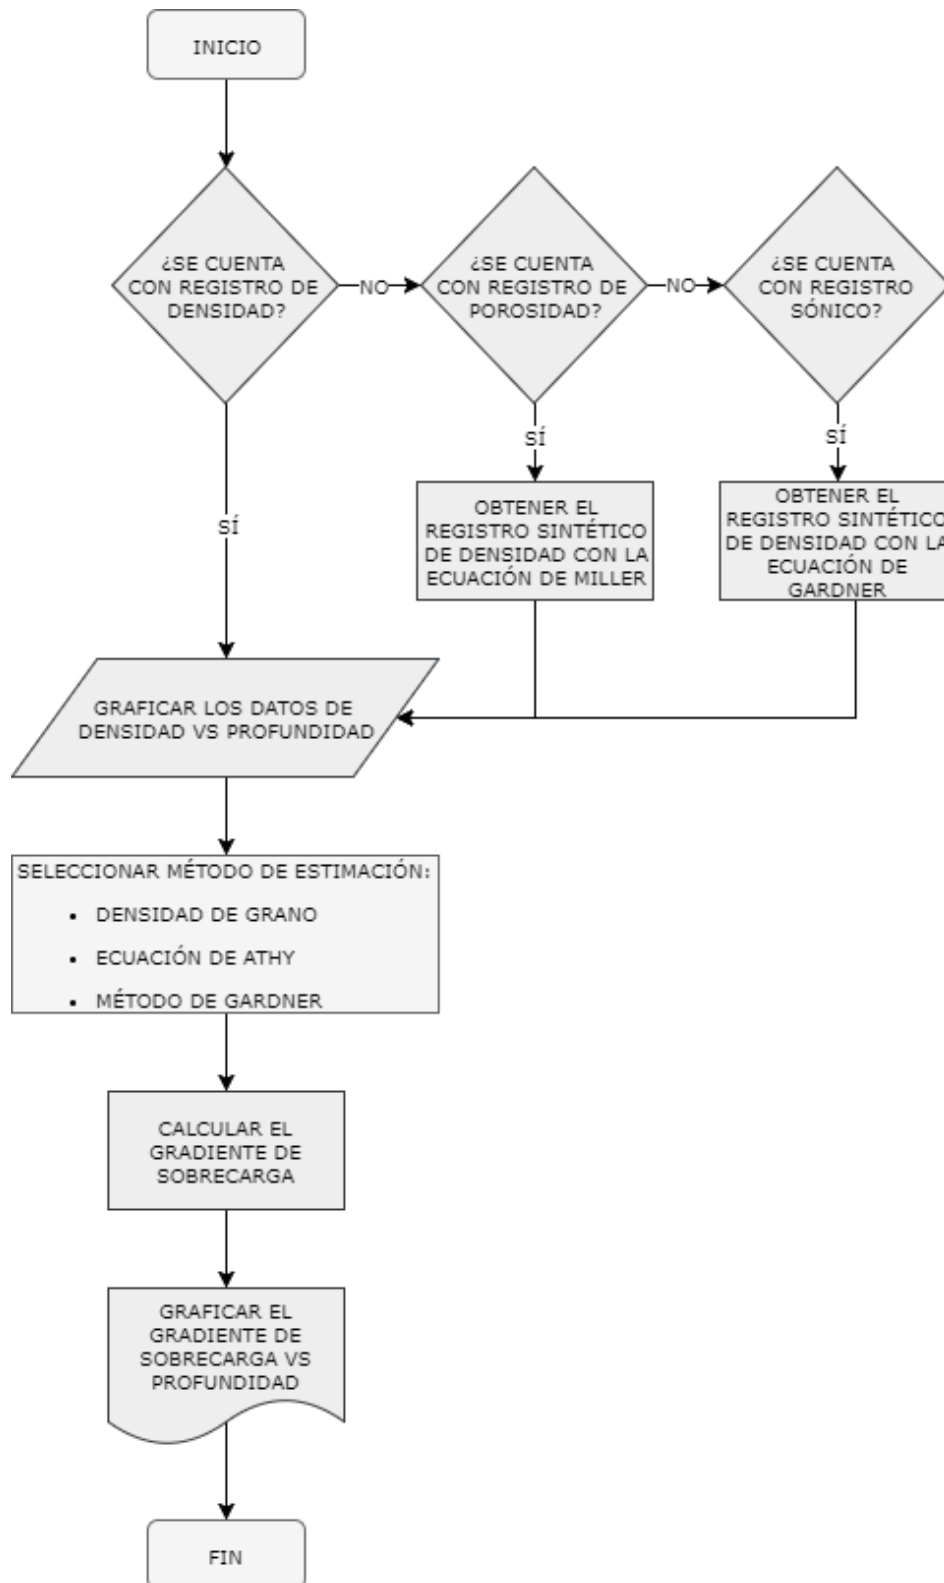 INICIO
¿SE CUENTA
CON REGISTRO DE
DENSIDAD?
NO
¿SE CUENTA
CON REGISTRO DE
POROSIDAD?
NO
¿SE CUENTA
CON REGISTRO
SÓNICO?
SÍ
SÍ
SÍ
OBTENER EL
REGISTRO SINTÉTICO
DE DENSIDAD CON LA
ECUACIÓN DE MILLER
OBTENER EL
REGISTRO SINTÉTICO
DE DENSIDAD CON LA
ECUACIÓN DE
GARDNER
GRAFICAR LOS DATOS DE
DENSIDAD VS PROFUNDIDAD
SELECCIONAR MÉTODO DE ESTIMACIÓN:
• DENSIDAD DE GRANO
• ECUACIÓN DE ATHY
• MÉTODO DE GARDNER
CALCULAR EL
GRADIENTE DE
SOBRECARGA
GRAFICAR EL
GRADIENTE DE
SOBRECARGA VS
PROFUNDIDAD
FIN